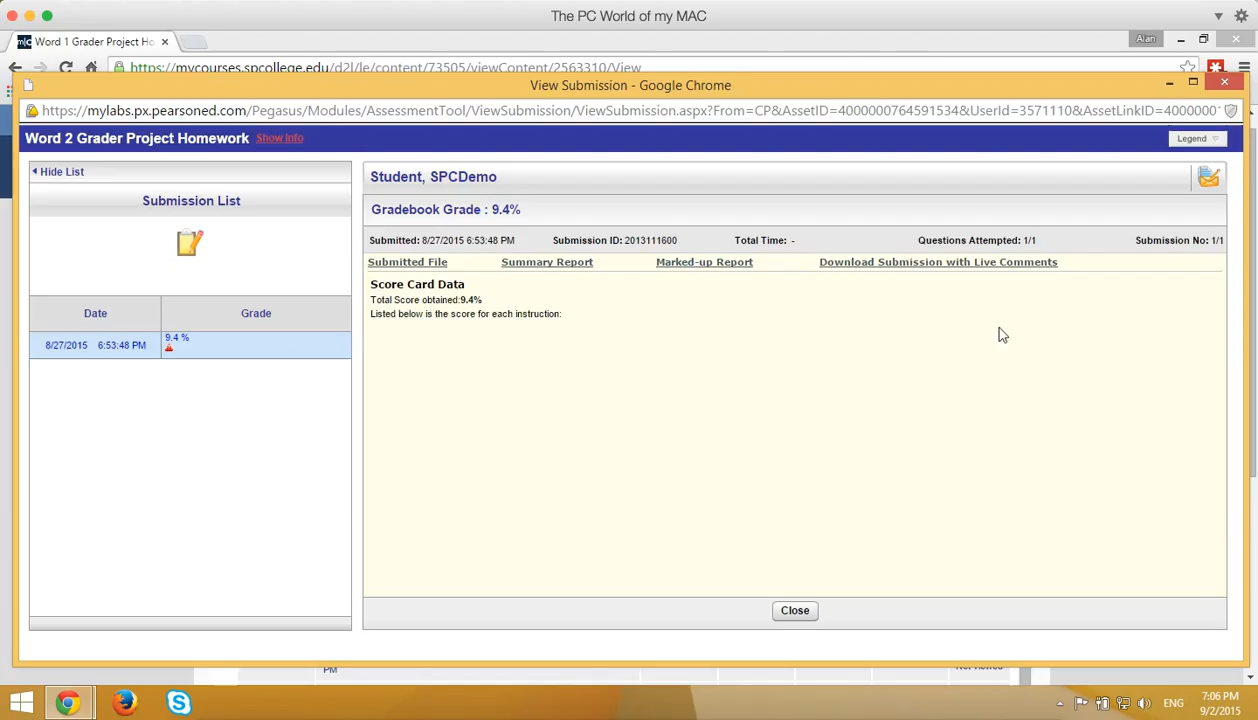 The PC World of my MAC
Word 1 Grader Project Ho
Alan
https://mycourses.spcollege.edu/d2l/le/content/73505/viewContent/2563310/View
View Submission - Google Chrome
https://mylabs.px.pearsoned.com/Pegasus/Modules/AssessmentTool/ViewSubmission/ViewSubmission.aspx?From=CP&AssetID=4000000764591534&UserId=3571110&AssetLinkID=40000001
Word 2 Grader Project Homework Show Info
Legend
Hide List
Submission List
Date Grade
8/27/2015 6:53:48 PM 9.4 %
Student, SPCDemo
Gradebook Grade : 9.4%
Submitted: 8/27/2015 6:53:48 PM Submission ID: 2013111600 Total Time: - Questions Attempted: 1/1 Submission No: 1/1
Submitted File Summary Report Marked-up Report Download Submission with Live Comments
Score Card Data
Total Score obtained:9.4%
Listed below is the score for each instruction:
Close
PM
ENG
7:06 PM
9/2/2015